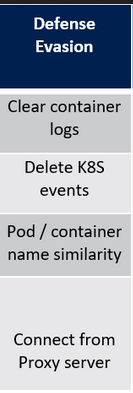 Defense
Evasion
Clear container
logs
Delete K8S
events
Pod / container
name similarity
Connect from
Proxy server